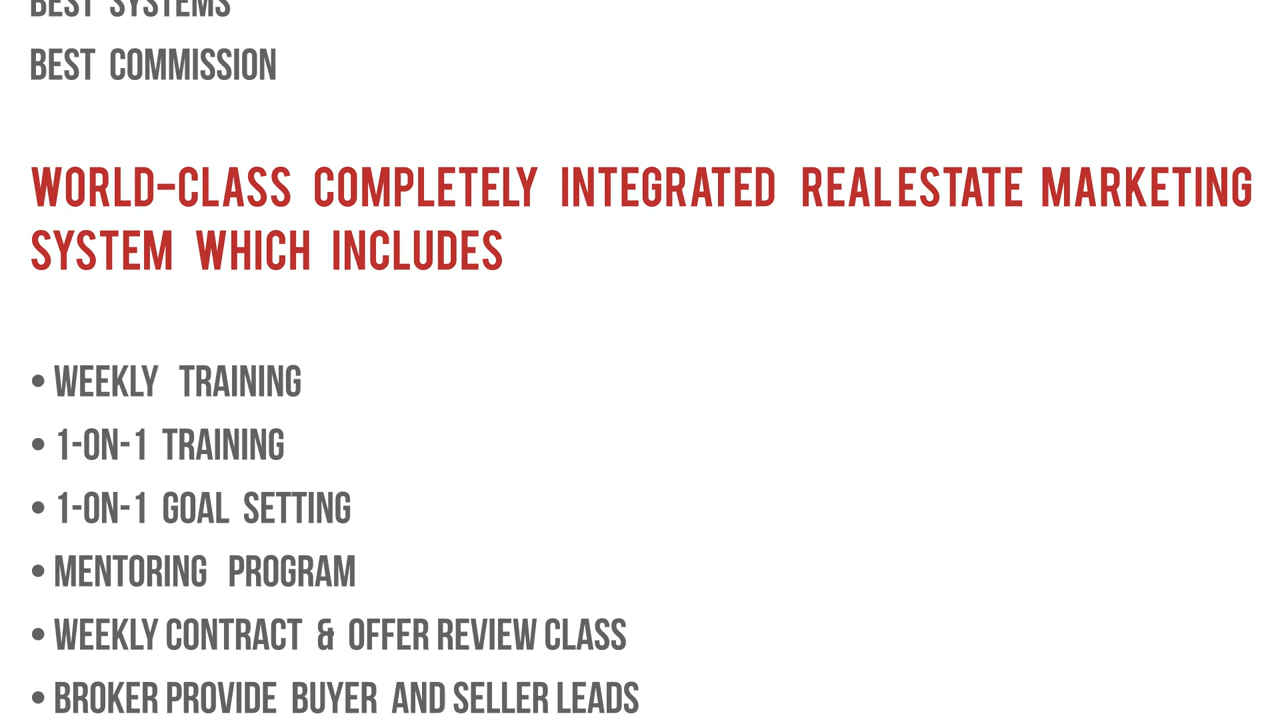 BEST SYSTEMS
BEST COMMISSION
WORLD-CLASS COMPLETELY INTEGRATED REALESTATE MARKETING
SYSTEM WHICH INCLUDES
• WEEKLY TRAINING
• 1-ON-1 TRAINING
• 1-ON-1 GOAL SETTING
• MENTORING PROGRAM
• WEEKLY CONTRACT & OFFER REVIEW CLASS
• BROKER PROVIDE BUYER AND SELLER LEADS